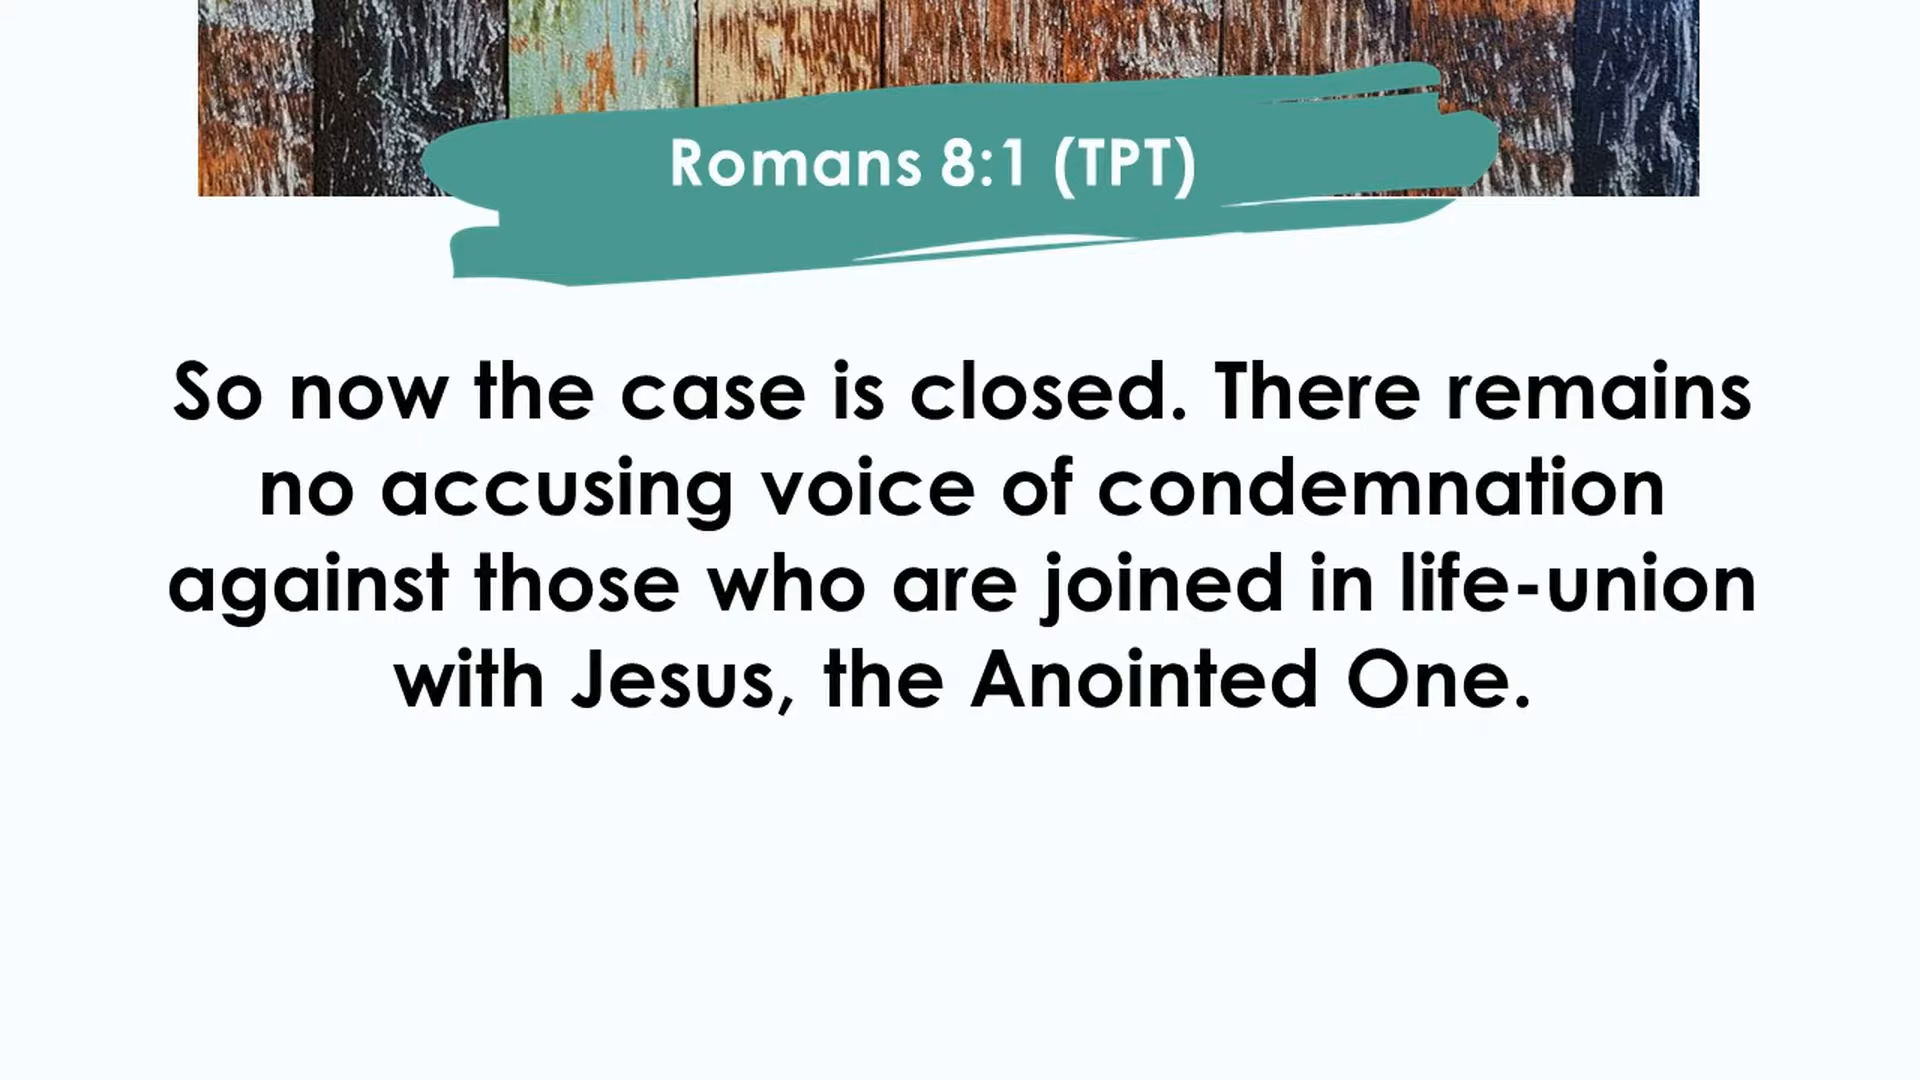 Romans 8:1 (TPT)
So now the case is closed. There remains
no accusing voice of condemnation
against those who are joined in life-union
with Jesus, the Anointed One.